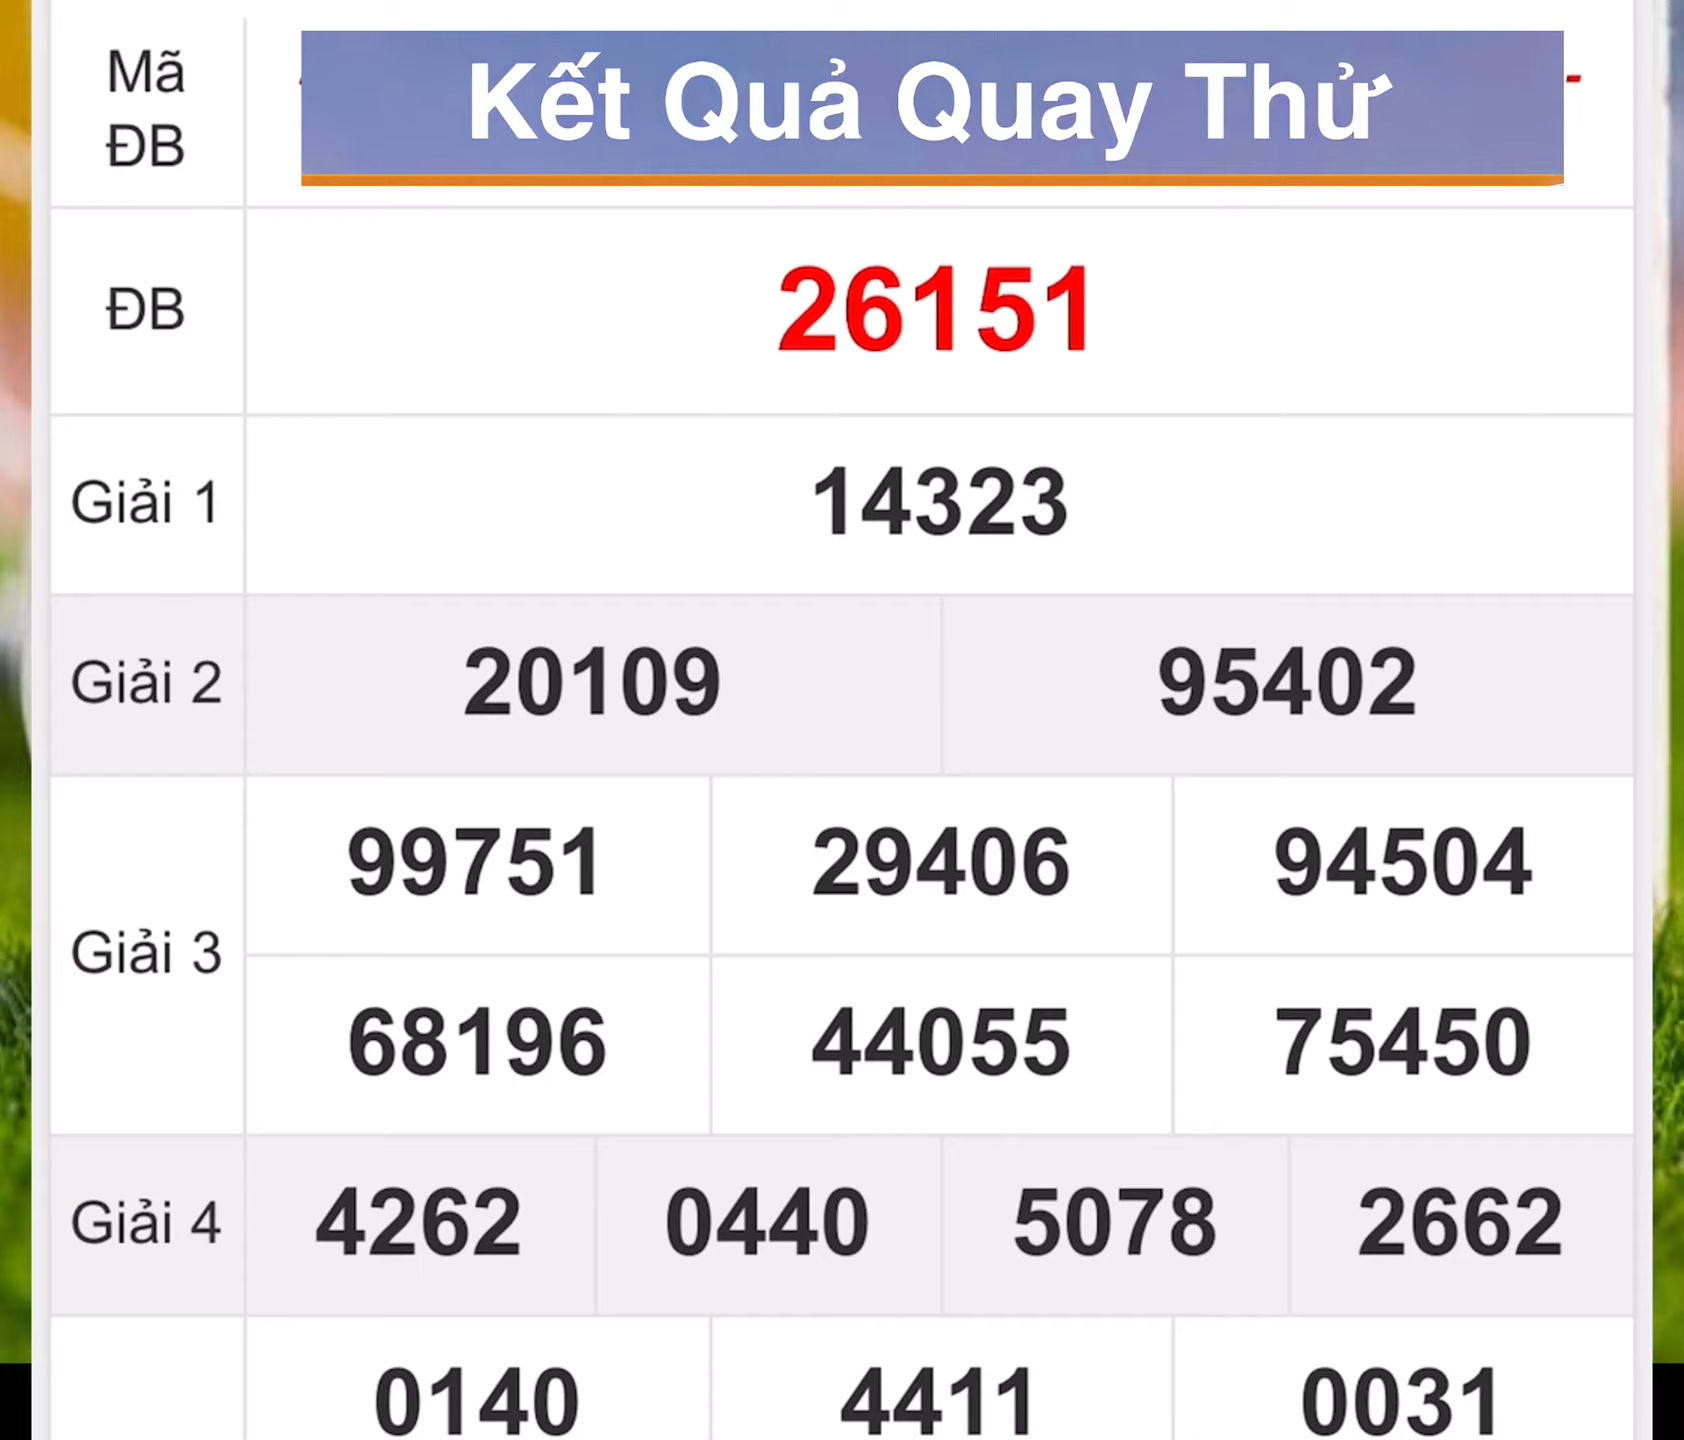 Mã
ĐB
Kết Quả Quay Thử
ĐB 26151
Giải 1 14323
Giải 2 20109 95402
99751 29406 94504
Giải 3
68196 44055 75450
Giải 4 4262 0440 5078 2662
0140 4411 0031